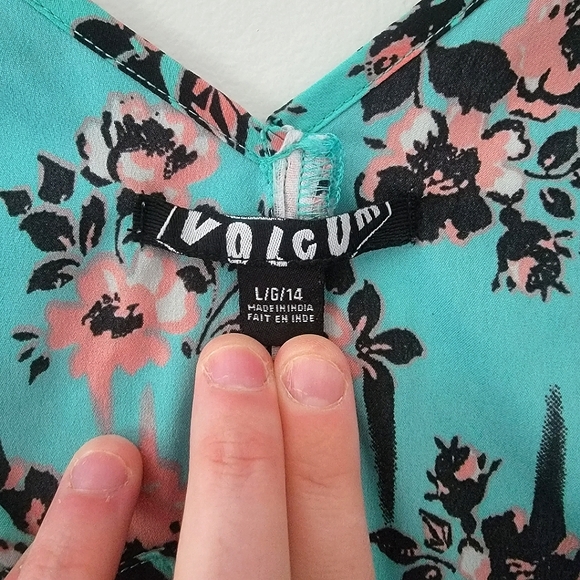 VOLCOM
L/G/14
MADE IN INDIA
FAIT EN INDE